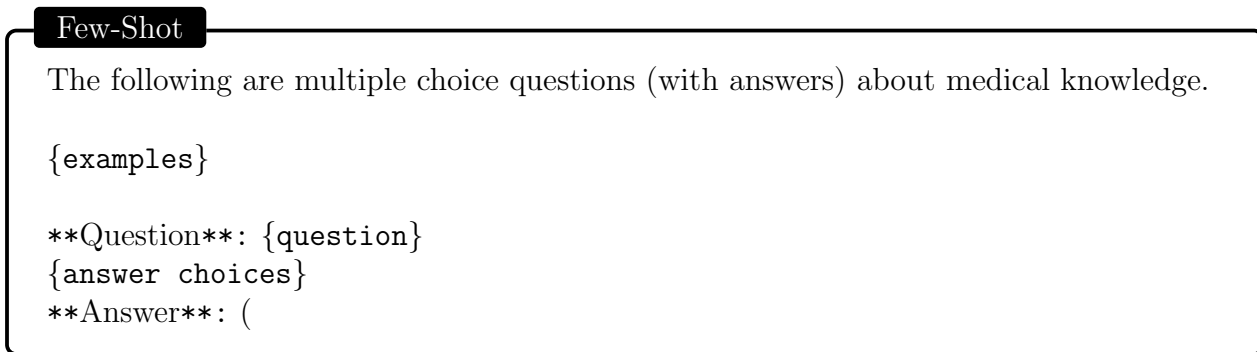 Few-Shot
The following are multiple choice questions (with answers) about medical knowledge.
{examples}
**Question**: {question}
{answer choices}
**Answer**: (